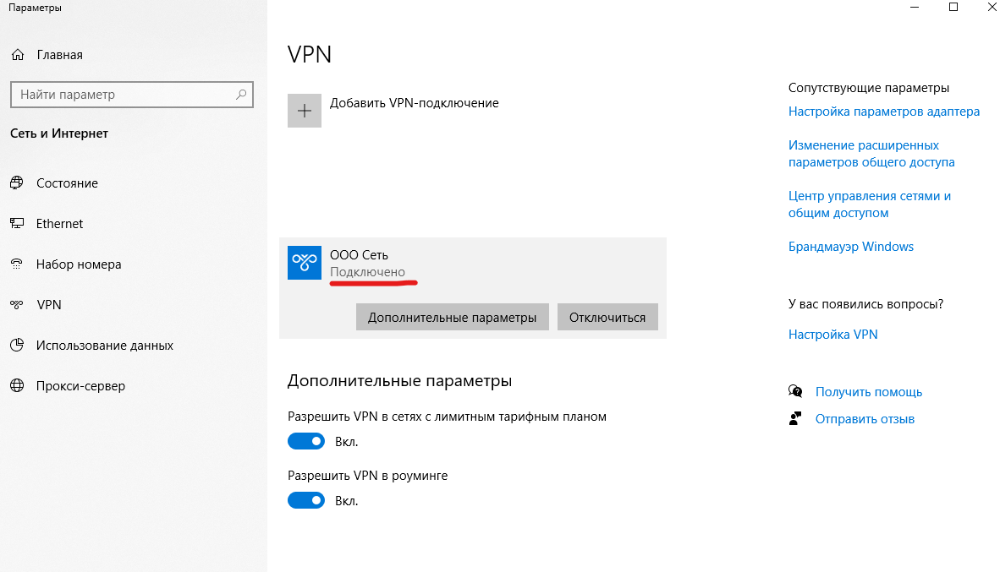 Параметры
Главная
Найти параметр
Сеть и Интернет
Состояние
Ethernet
Набор номера
VPN
Использование данных
Прокси-сервер
VPN
Добавить VPN-подключение
ООО Сеть
Подключено
Дополнительные параметры
Отключиться
Дополнительные параметры
Разрешить VPN в сетях с лимитным тарифным планом
Вкл.
Разрешить VPN в роуминге
Вкл.
Сопутствующие параметры
Настройка параметров адаптера
Изменение расширенных
параметров общего доступа
Центр управления сетями и
общим доступом
Брандмауэр Windows
У вас появились вопросы?
Настройка VPN
Получить помощь
Отправить отзыв